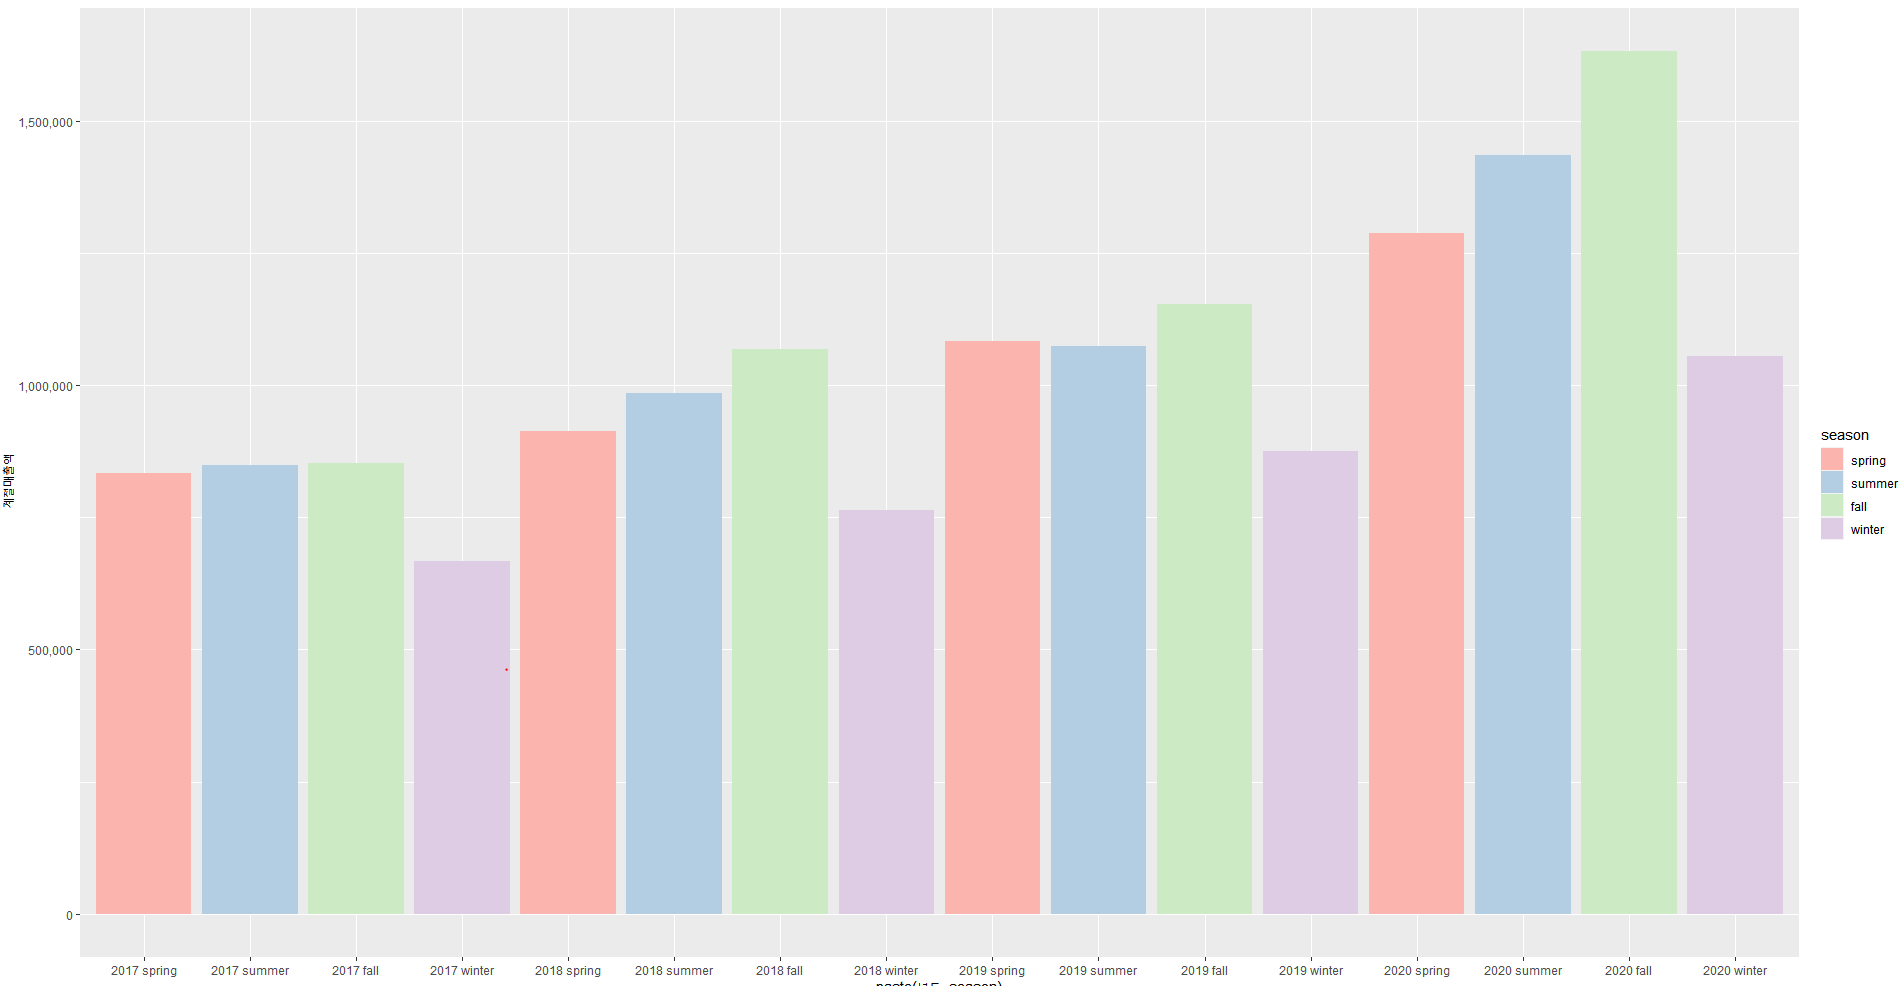 1,500,000
1,000,000
500,000
0
계절매출액
2017 spring 2017 summer 2017 fall 2017 winter 2018 spring 2018 summer 2018 fall 2018 winter 2019 spring 2019 summer 2019 fall 2019 winter 2020 spring 2020 summer 2020 fall 2020 winter
season
spring
summer
fall
winter